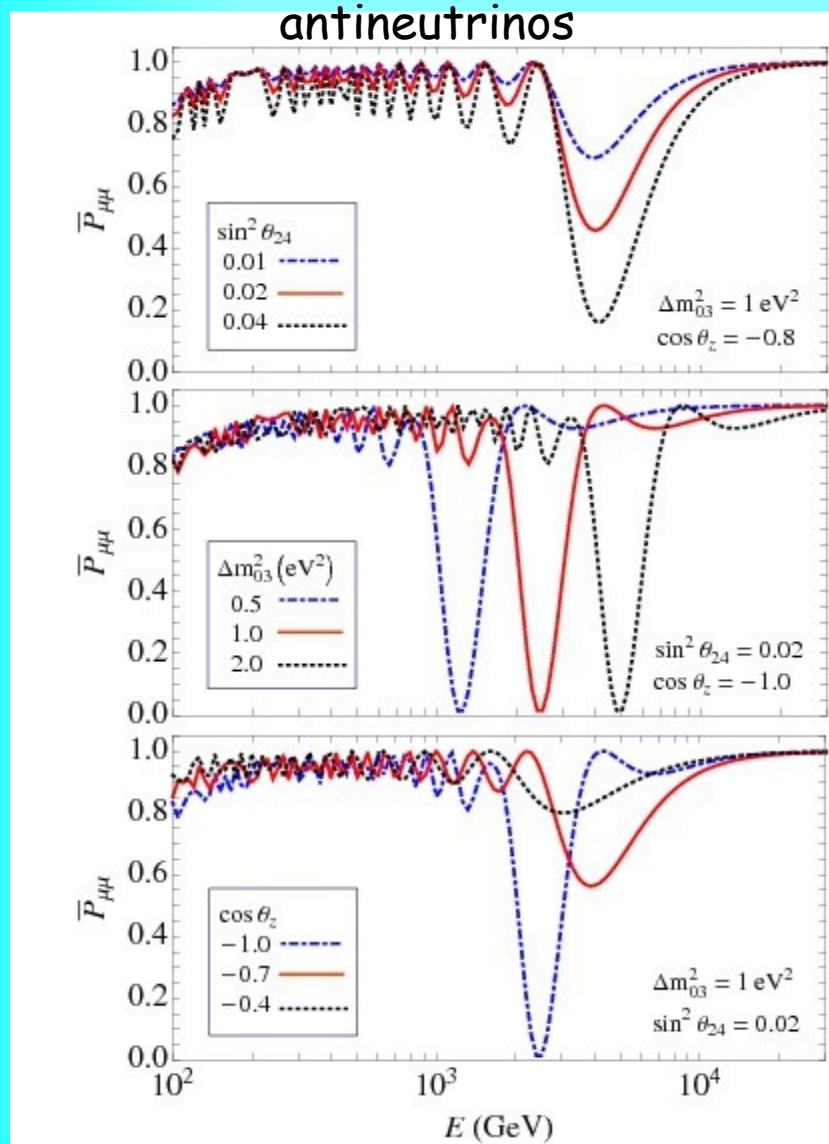 antineutrinos
1.0
0.8
0.6
0.4
0.2
0.0
P̅μμ
sin² θ₂₄
0.01
0.02
0.04
Δm²₀₃ = 1 eV²
cos θz = −0.8
1.0
0.8
0.6
0.4
0.2
0.0
P̅μμ
Δm²₀₃ (eV²)
0.5
1.0
2.0
sin² θ₂₄ = 0.02
cos θz = −1.0
1.0
0.8
0.6
0.4
0.2
0.0
P̅μμ
cos θz
−1.0
−0.7
−0.4
Δm²₀₃ = 1 eV²
sin² θ₂₄ = 0.02
10² 10³ 10⁴
E (GeV)